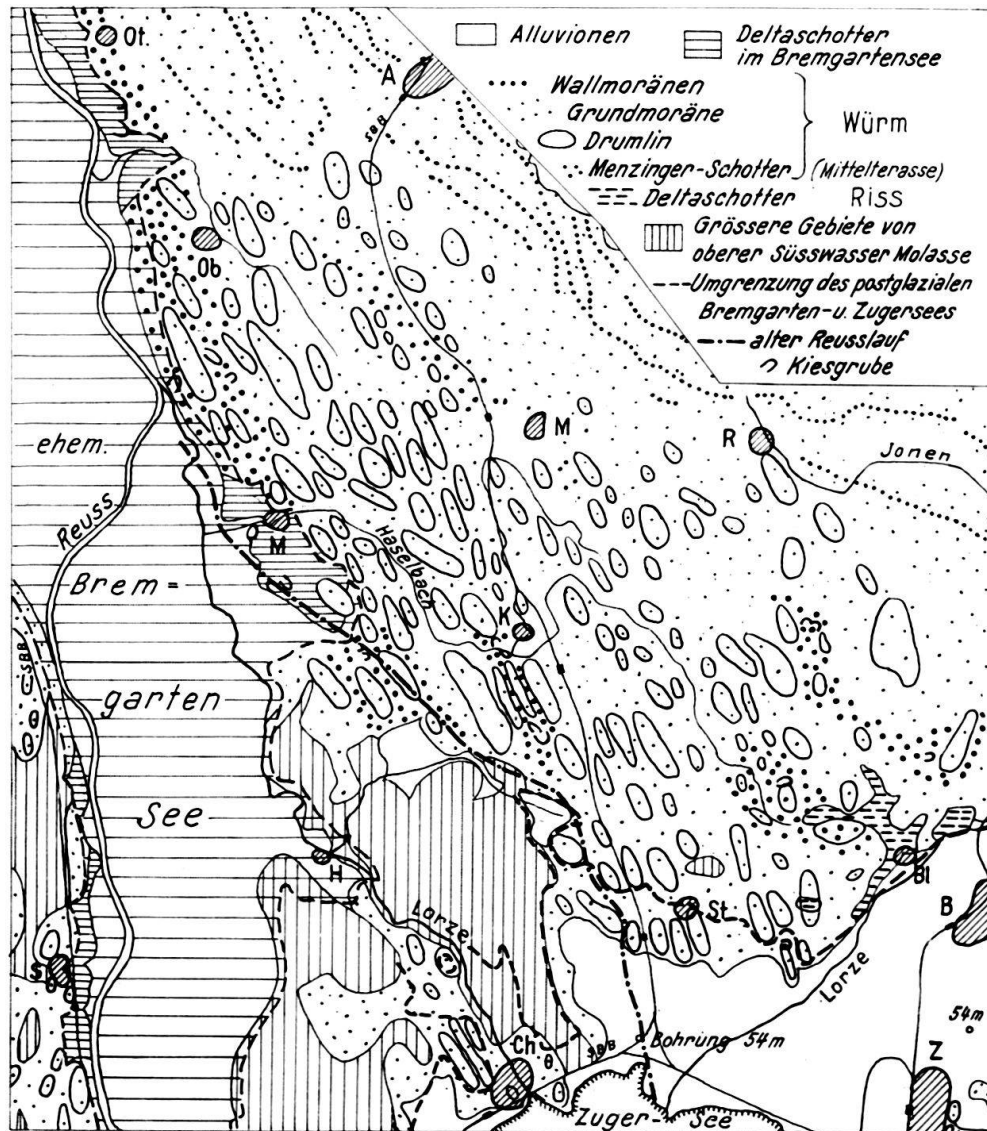 Ot.
A
SBB
Alluvionen
Deltaschotter
im Bremgartensee
Wallmoränen
Grundmoräne
Drumlin
Würm
Menzinger-Schotter
(Mittelterasse)
Deltaschotter
Riss
Grössere Gebiete von
oberer Süsswasser Molasse
Umgrenzung des postglazialen
Bremgarten-u. Zugersees
alter Reusslauf
Kiesgrube
Ob
ehem.
Reuss
M
R
Jonen
M
Haselbach
Brem=
K
SBB
garten
See
H
Bl
St.
B
Lorze
Lorze
S
54m
Ch
SBB
Bohrung 54m
Z
Zuger-See